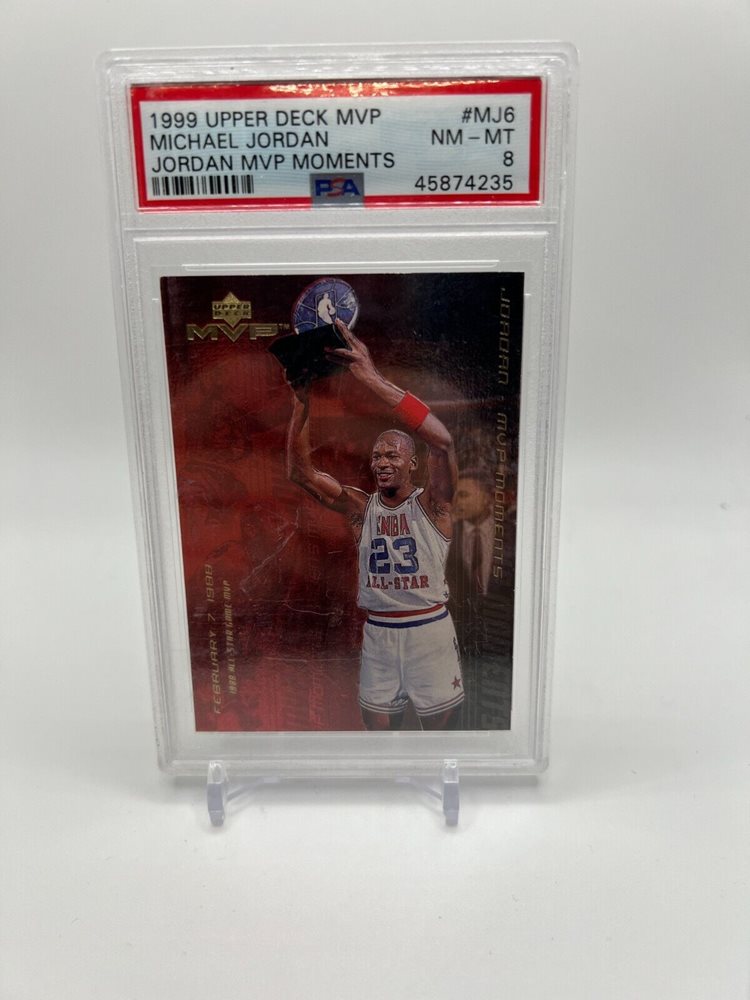 1999 UPPER DECK MVP #MJ6
MICHAEL JORDAN NM - MT
JORDAN MVP MOMENTS 8
PSA 45874235
UPPER DECK
MVP™
JORDAN MVP MOMENTS
NBA
23
ALL-STAR
FEBRUARY 7, 1988
1988 ALL-STAR GAME MVP